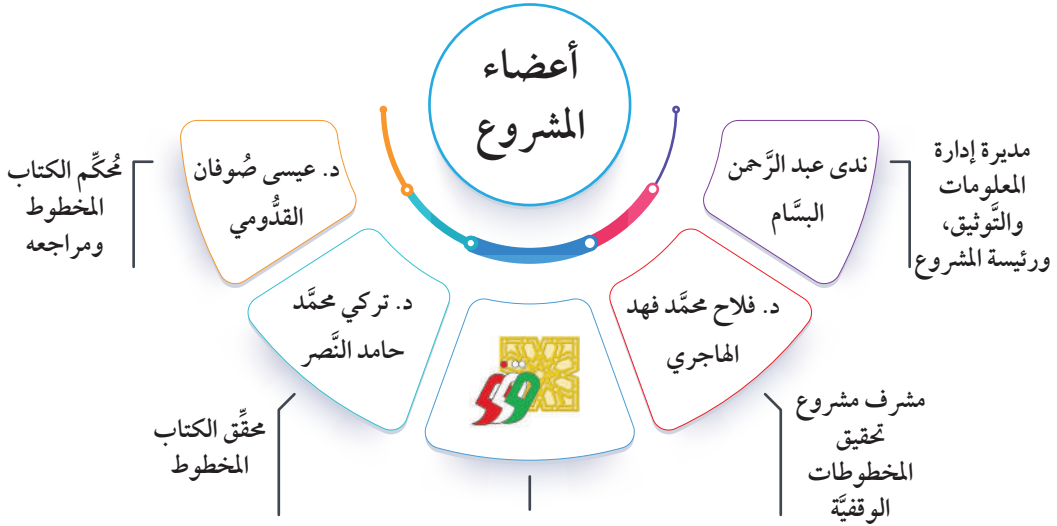 أعضاء
المشروع
ندى عبد الرَّحمن
البسَّام
مديرة إدارة
المعلومات
والتَّوثيق،
ورئيسة المشروع
د. فلاح محمَّد فهد
الهاجري
مشرف مشروع
تحقيق
المخطوطات
الوقفيَّة
د. تركي محمَّد
حامد النَّصر
محقِّق الكتاب
المخطوط
د. عيسى صُوفان
القدُّومي
مُحكِّم الكتاب
المخطوط
ومراجعه